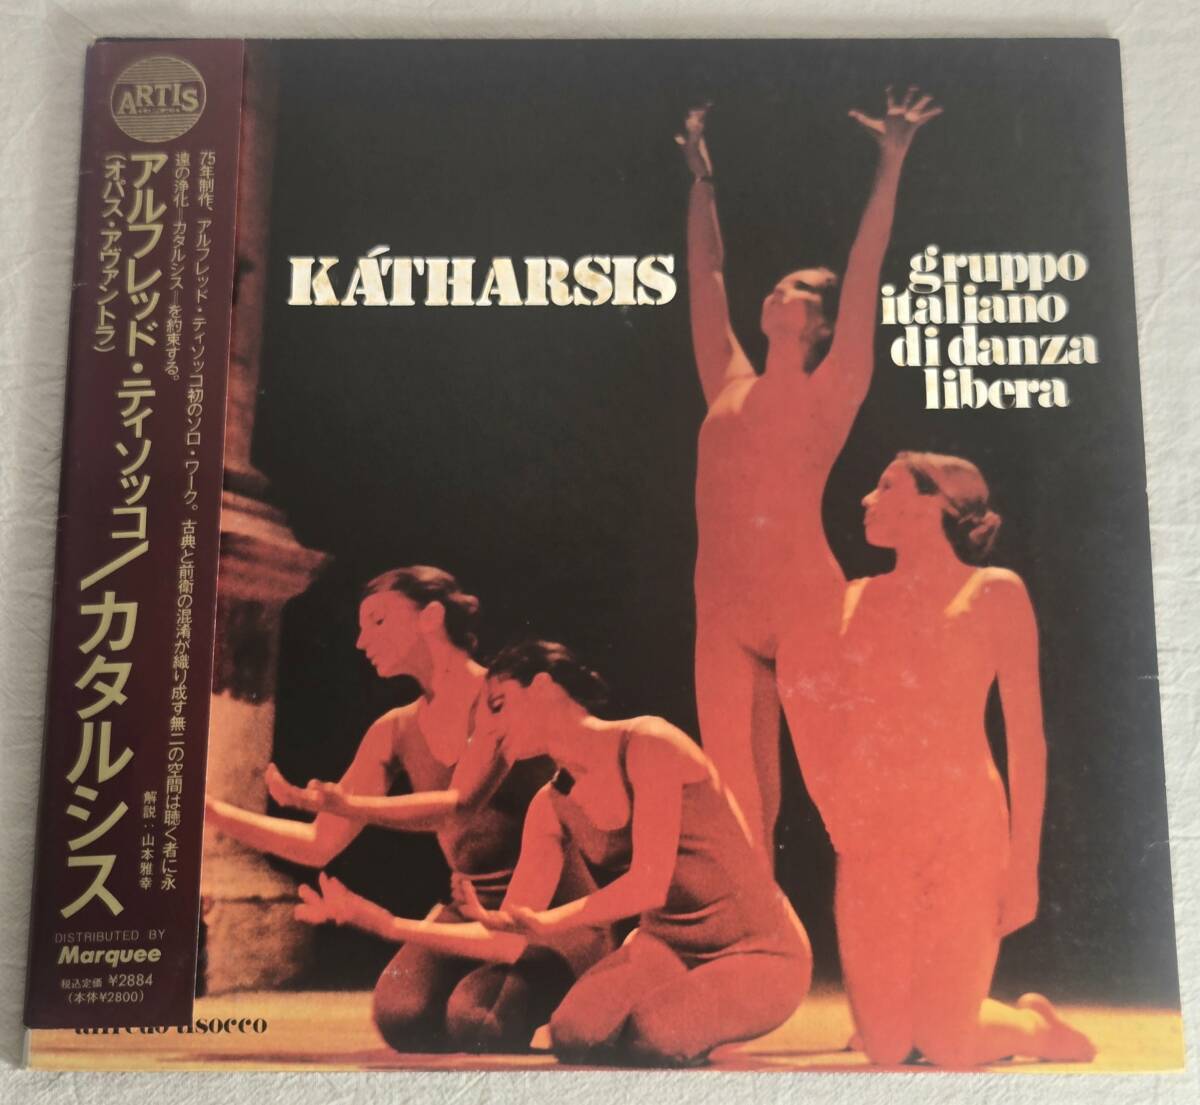 ARTIS
アルフレッド・ティソッコ/カタルシス
(オパス・アヴァントラ)
75年制作、アルフレッド・ティソッコ初のソロ・ワーク。古典と前衛の混淆が織り成す無二の空間は聴く者に永
遠の浄化=カタルシス=を約束する。
解説:山本雅幸
DISTRIBUTED BY
Marquee
税込定価 ¥2884
(本体¥2800)
KÁTHARSIS
gruppo
italiano
di danza
libera
alfredo tisocco